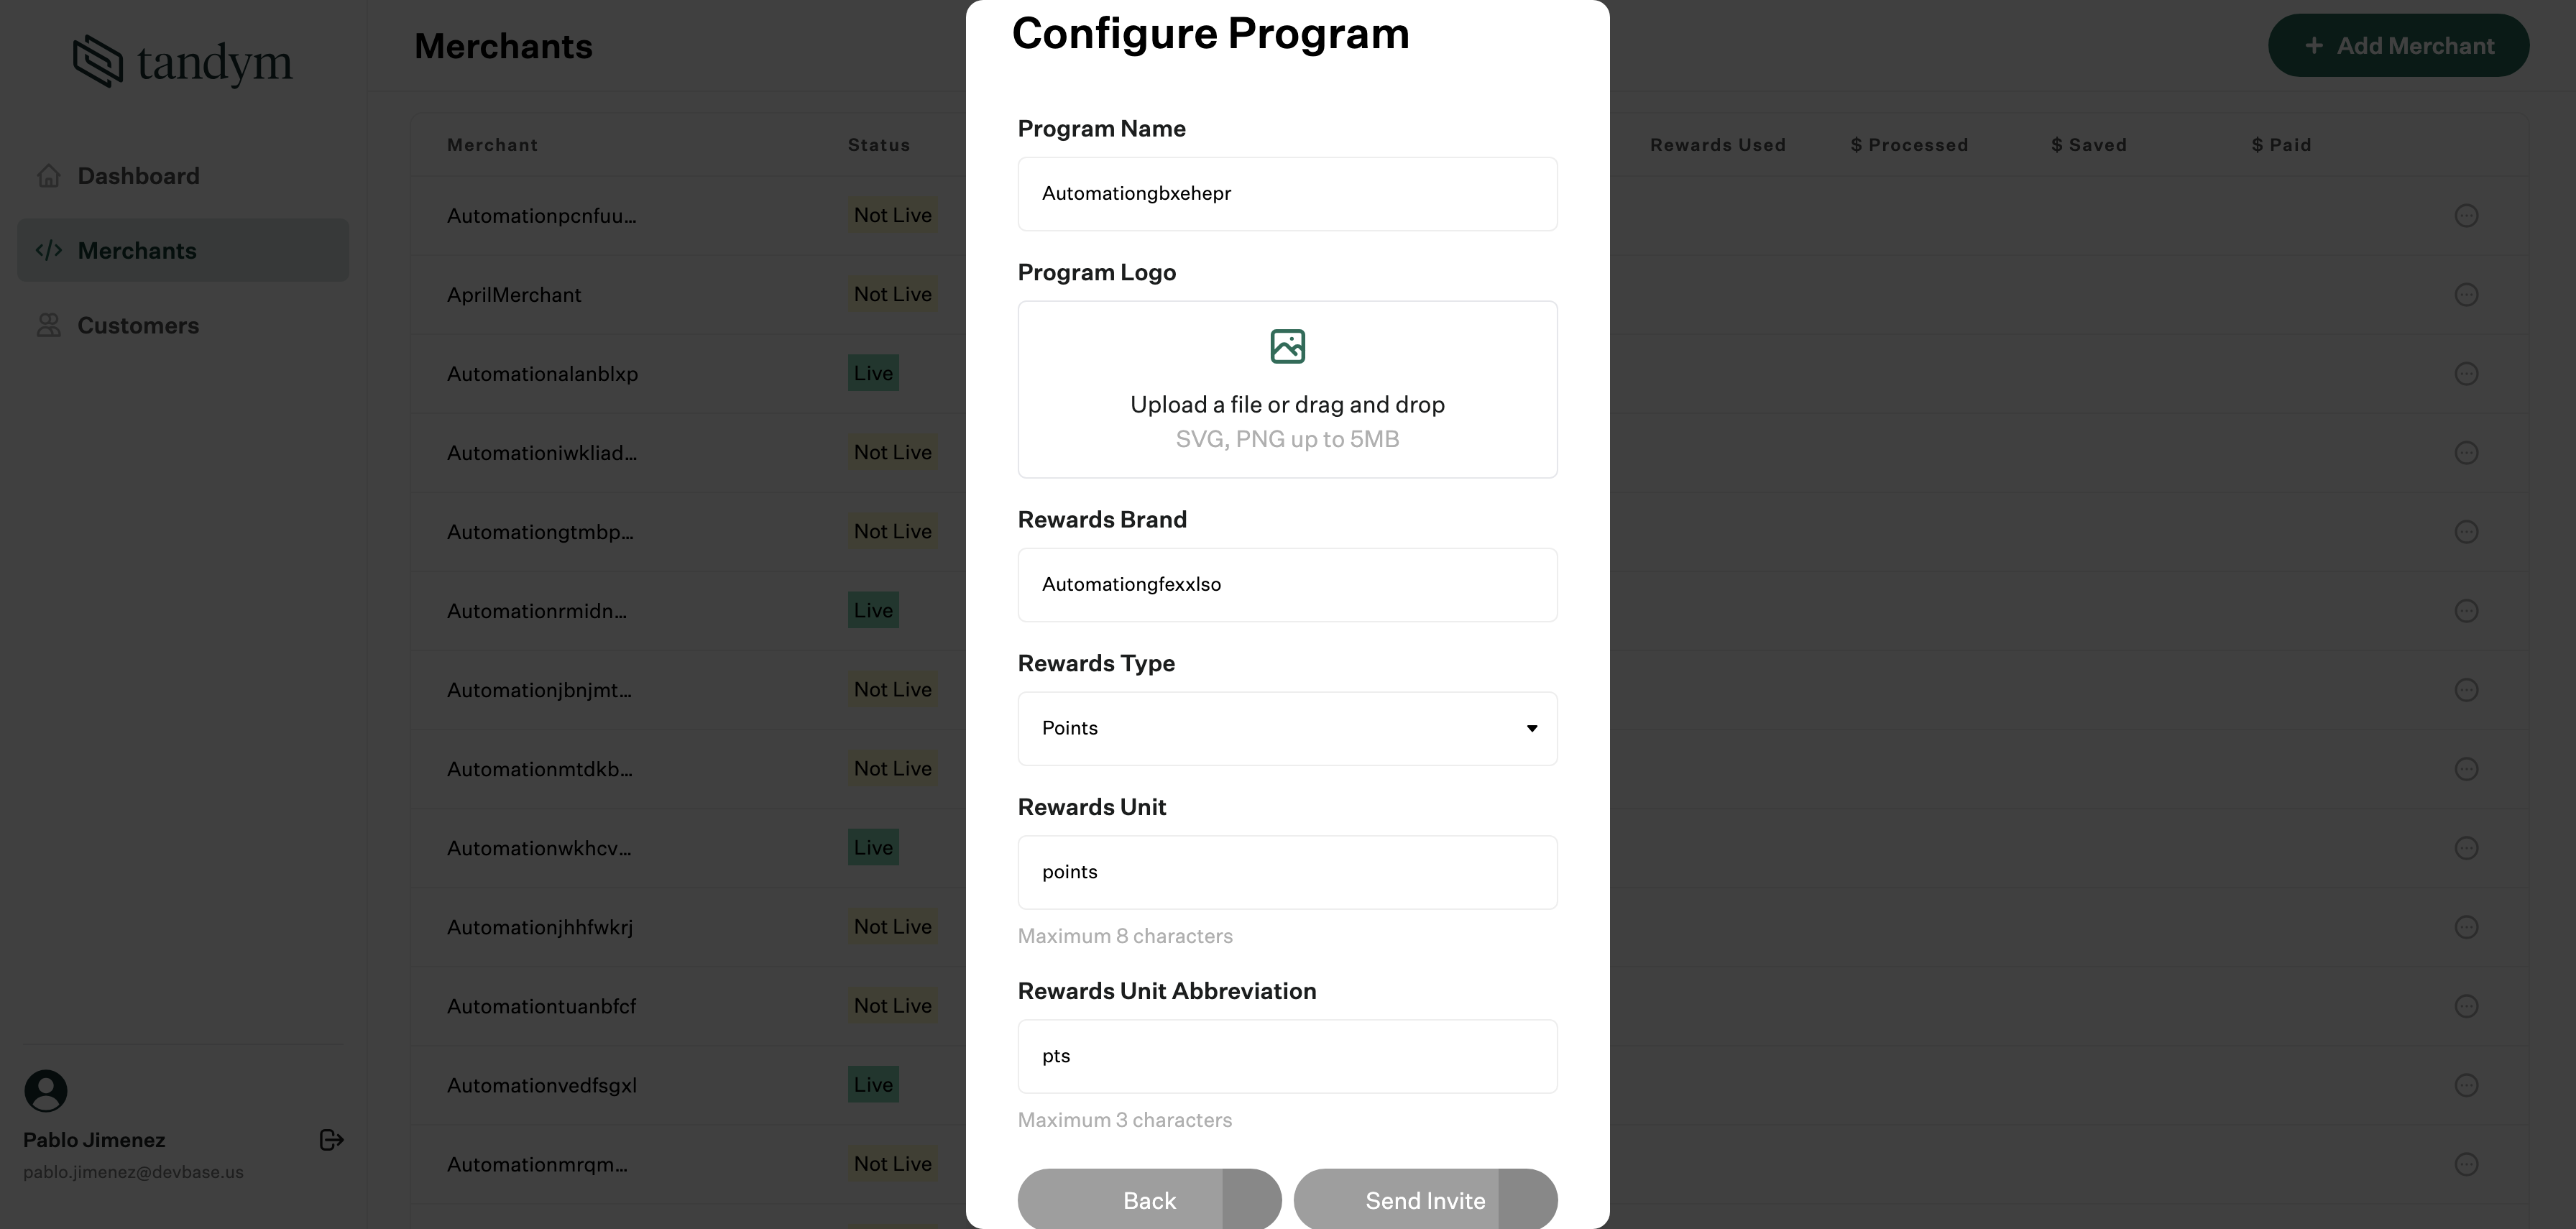 tandym
Dashboard
Merchants
Customers
Pablo Jimenez
pablo.jimenez@devbase.us
Merchants
+ Add Merchant
Merchant Status Rewards Used $ Processed $ Saved $ Paid
Automationpcnfuu... Not Live
AprilMerchant Not Live
Automationalanblxp Live
Automationiwkliad... Not Live
Automationgtmbp... Not Live
Automationrmidn... Live
Automationjbnjmt... Not Live
Automationmtdkb... Not Live
Automationwkhcv... Live
Automationjhhfwkrj Not Live
Automationtuanbfcf Not Live
Automationvedfsgxl Live
Automationmrqm... Not Live
Configure Program
Program Name
Automationgbxehepr
Program Logo
Upload a file or drag and drop
SVG, PNG up to 5MB
Rewards Brand
Automationgfexxlso
Rewards Type
Points
Rewards Unit
points
Maximum 8 characters
Rewards Unit Abbreviation
pts
Maximum 3 characters
Back Send Invite